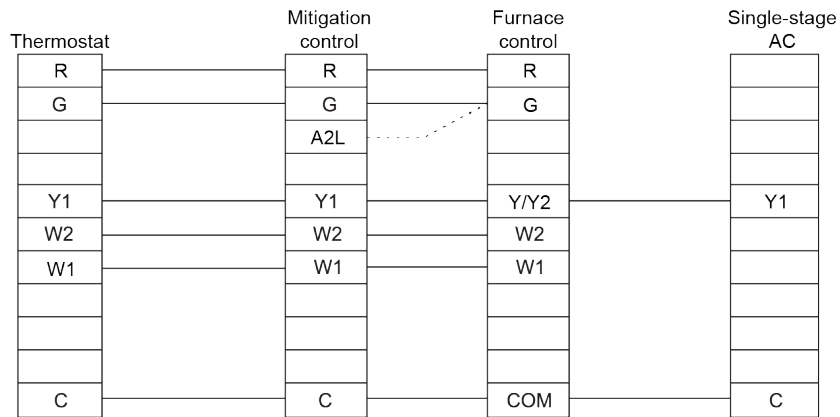 Thermostat
Mitigation
control
Furnace
control
Single-stage
AC
R R R
G G G
A2L
Y1 Y1 Y/Y2 Y1
W2 W2 W2
W1 W1 W1
C C COM C